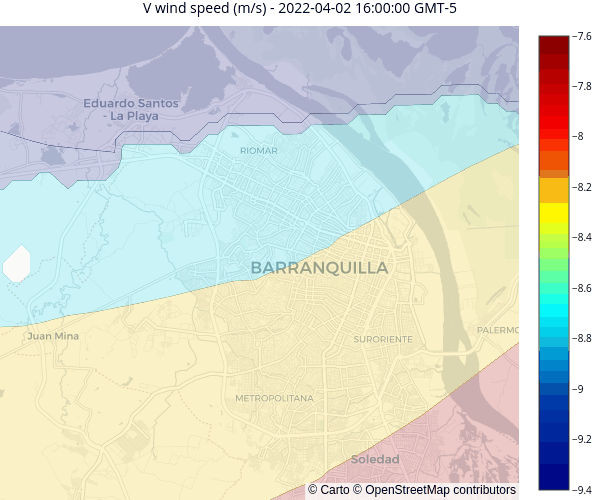 V wind speed (m/s) - 2022-04-02 16:00:00 GMT-5
Eduardo Santos
- La Playa
RIOMAR
BARRANQUILLA
Juan Mina
SURORIENTE
PALERMO
METROPOLITANA
Soledad
© Carto © OpenStreetMap contributors
−7.6
−7.8
−8
−8.2
−8.4
−8.6
−8.8
−9
−9.2
−9.4